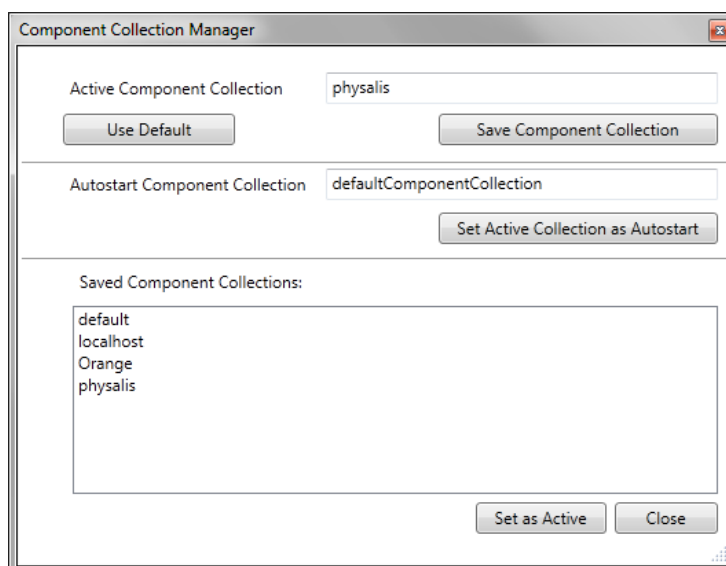 Component Collection Manager
Active Component Collection physalis
Use Default Save Component Collection
Autostart Component Collection defaultComponentCollection
Set Active Collection as Autostart
Saved Component Collections:
default
localhost
Orange
physalis
Set as Active Close